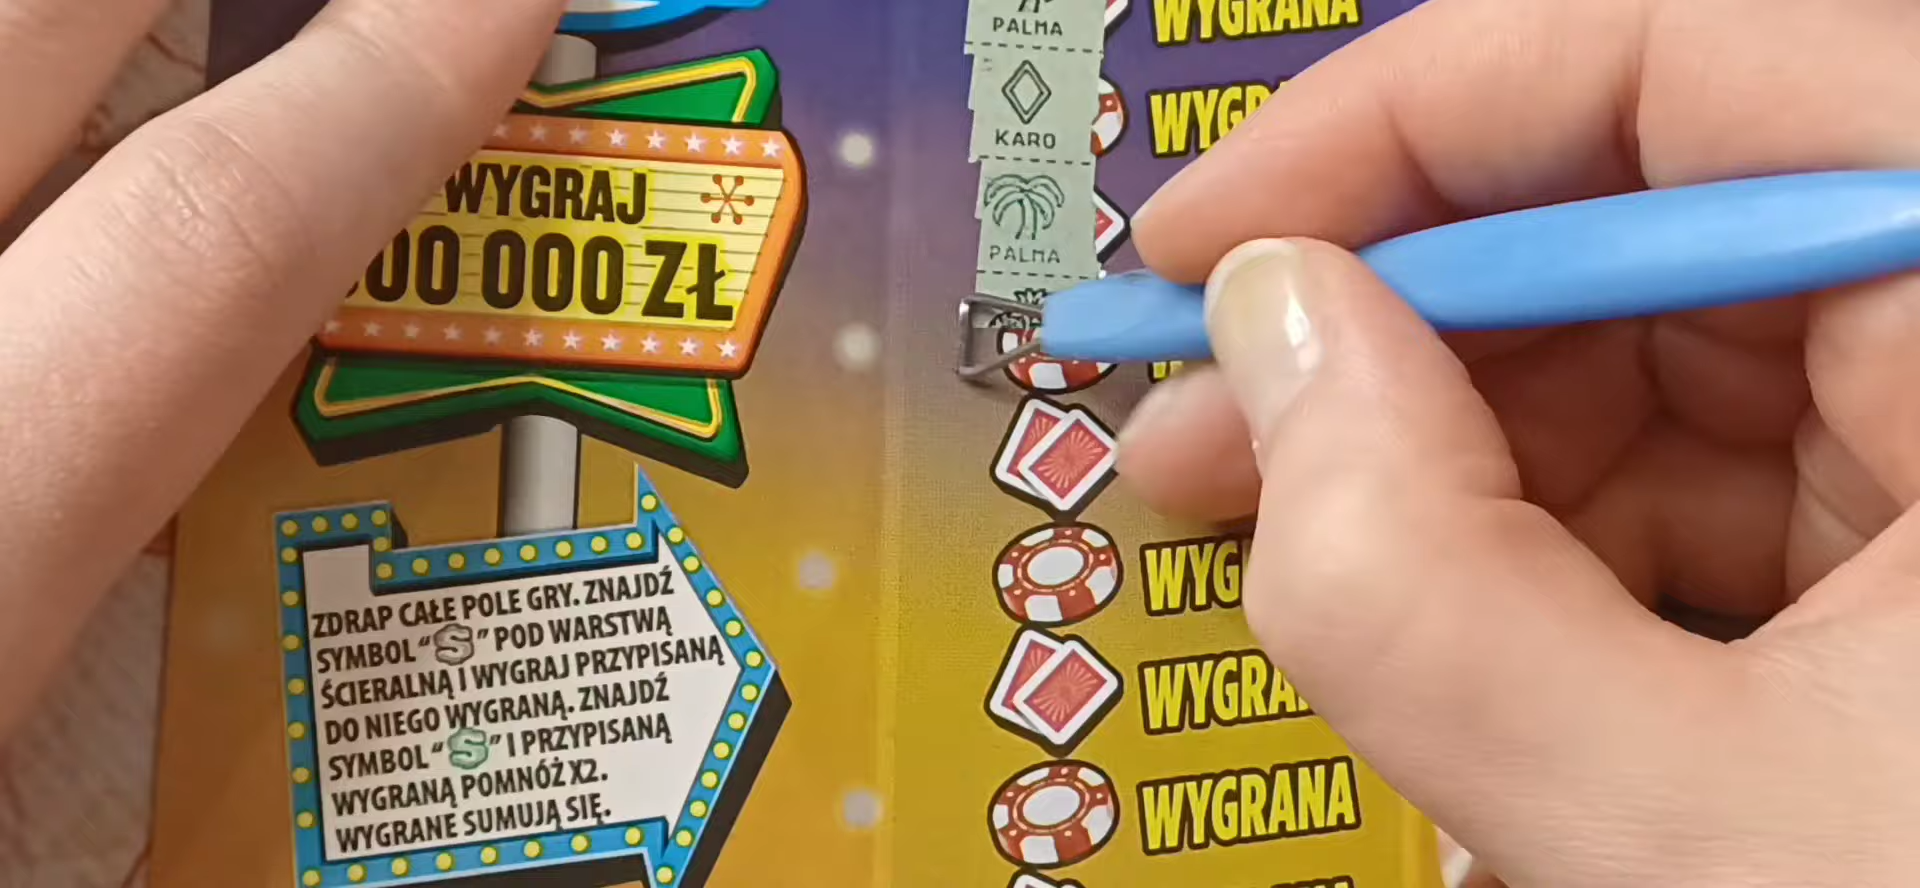 PALMA
WYGRANA
KARO
WYGRAJ
00 000 ZŁ
PALMA
ZDRAP CAŁE POLE GRY. ZNAJDŹ
SYMBOL "S" POD WARSTWĄ
ŚCIERALNĄ I WYGRAJ PRZYPISANĄ
DO NIEGO WYGRANĄ. ZNAJDŹ
SYMBOL "S" I PRZYPISANĄ
WYGRANĄ POMNÓŻ X2.
WYGRANE SUMUJĄ SIĘ.
WYGRANA